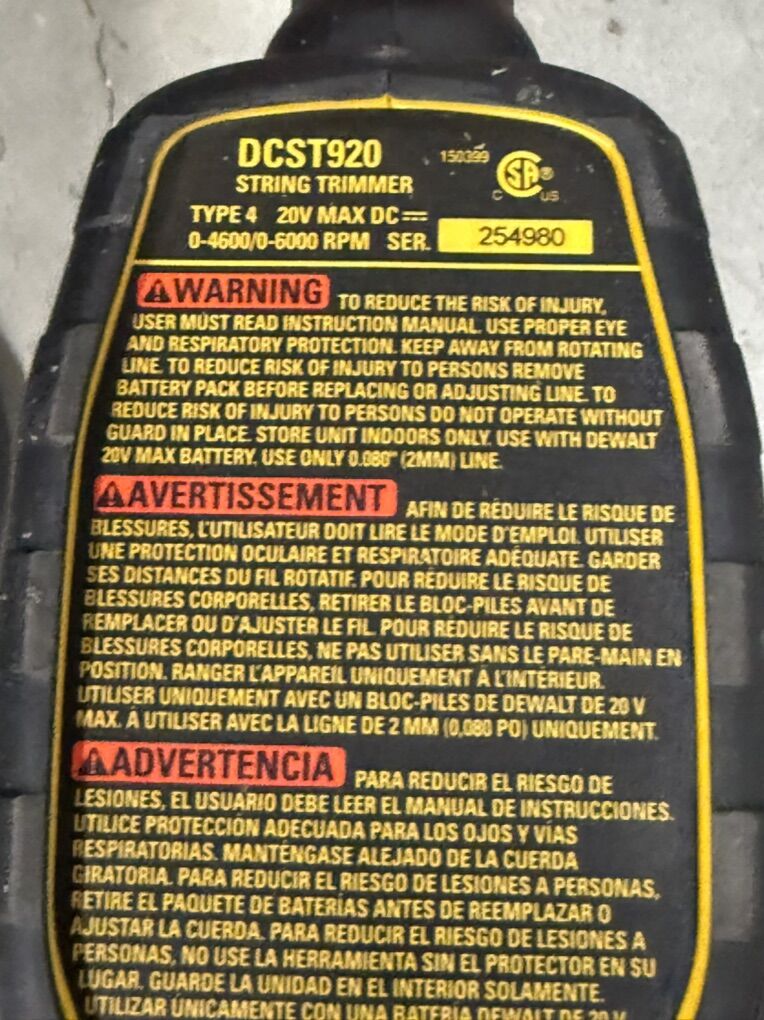 DCST920
150399
STRING TRIMMER
SA®
C US
TYPE 4 20V MAX DC
0-4600/0-6000 RPM SER. 254980
WARNING TO REDUCE THE RISK OF INJURY,
USER MUST READ INSTRUCTION MANUAL. USE PROPER EYE
AND RESPIRATORY PROTECTION. KEEP AWAY FROM ROTATING
LINE. TO REDUCE RISK OF INJURY TO PERSONS REMOVE
BATTERY PACK BEFORE REPLACING OR ADJUSTING LINE. TO
REDUCE RISK OF INJURY TO PERSONS DO NOT OPERATE WITHOUT
GUARD IN PLACE. STORE UNIT INDOORS ONLY. USE WITH DEWALT
20V MAX BATTERY. USE ONLY 0.080" (2MM) LINE.
AVERTISSEMENT AFIN DE RÉDUIRE LE RISQUE DE
BLESSURES, L'UTILISATEUR DOIT LIRE LE MODE D'EMPLOI. UTILISER
UNE PROTECTION OCULAIRE ET RESPIRATOIRE ADÉQUATE. GARDER
SES DISTANCES DU FIL ROTATIF. POUR RÉDUIRE LE RISQUE DE
BLESSURES CORPORELLES, RETIRER LE BLOC-PILES AVANT DE
REMPLACER OU D'AJUSTER LE FIL. POUR RÉDUIRE LE RISQUE DE
BLESSURES CORPORELLES, NE PAS UTILISER SANS LE PARE-MAIN EN
POSITION. RANGER L'APPAREIL UNIQUEMENT À L'INTÉRIEUR.
UTILISER UNIQUEMENT AVEC UN BLOC-PILES DE DEWALT DE 20 V
MAX. À UTILISER AVEC LA LIGNE DE 2 MM (0,080 PO) UNIQUEMENT.
ADVERTENCIA PARA REDUCIR EL RIESGO DE
LESIONES, EL USUARIO DEBE LEER EL MANUAL DE INSTRUCCIONES.
UTILICE PROTECCIÓN ADECUADA PARA LOS OJOS Y VÍAS
RESPIRATORIAS. MANTÉNGASE ALEJADO DE LA CUERDA
GIRATORIA. PARA REDUCIR EL RIESGO DE LESIONES A PERSONAS,
RETIRE EL PAQUETE DE BATERÍAS ANTES DE REEMPLAZAR O
AJUSTAR LA CUERDA. PARA REDUCIR EL RIESGO DE LESIONES A
PERSONAS, NO USE LA HERRAMIENTA SIN EL PROTECTOR EN SU
LUGAR. GUARDE LA UNIDAD EN EL INTERIOR SOLAMENTE.
UTILIZAR ÚNICAMENTE CON UNA BATERÍA DEWALT DE 20 V